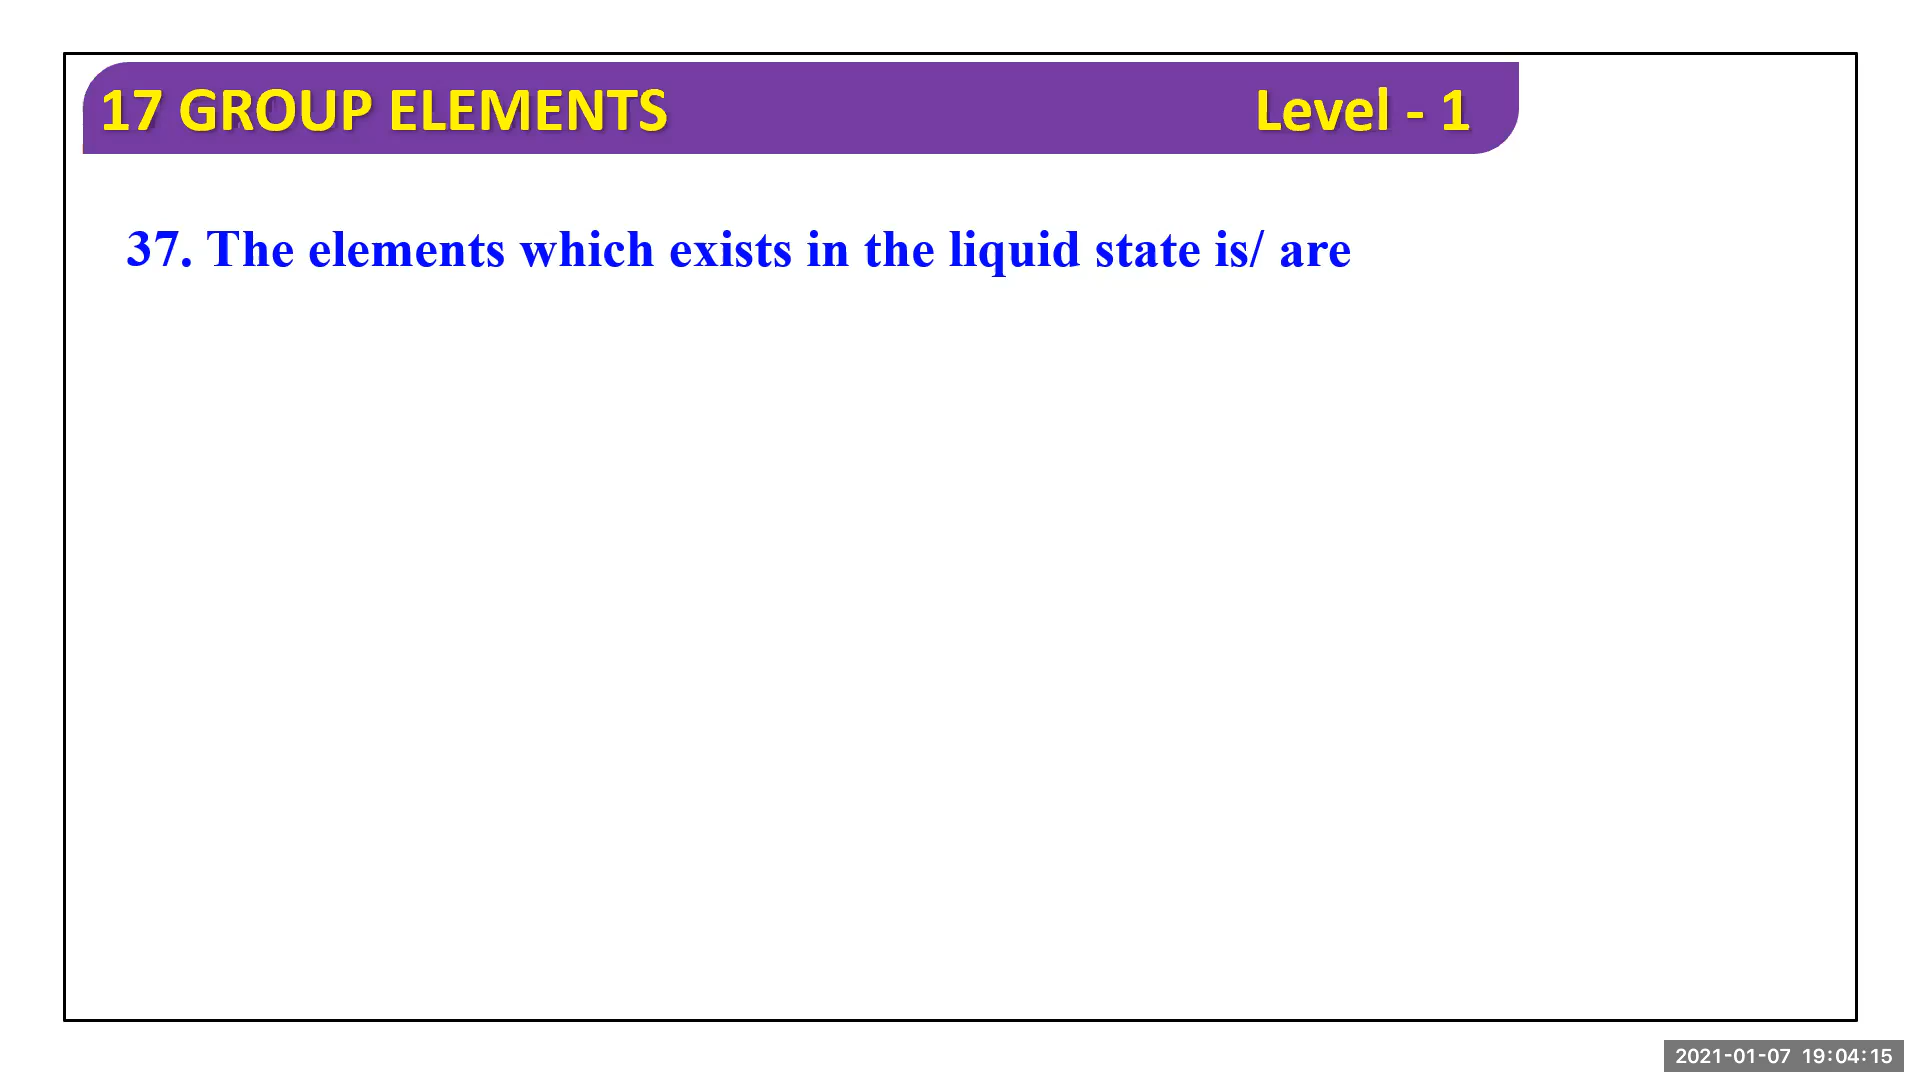 17 GROUP ELEMENTS Level - 1
37. The elements which exists in the liquid state is/ are
2021-01-07 19:04:15